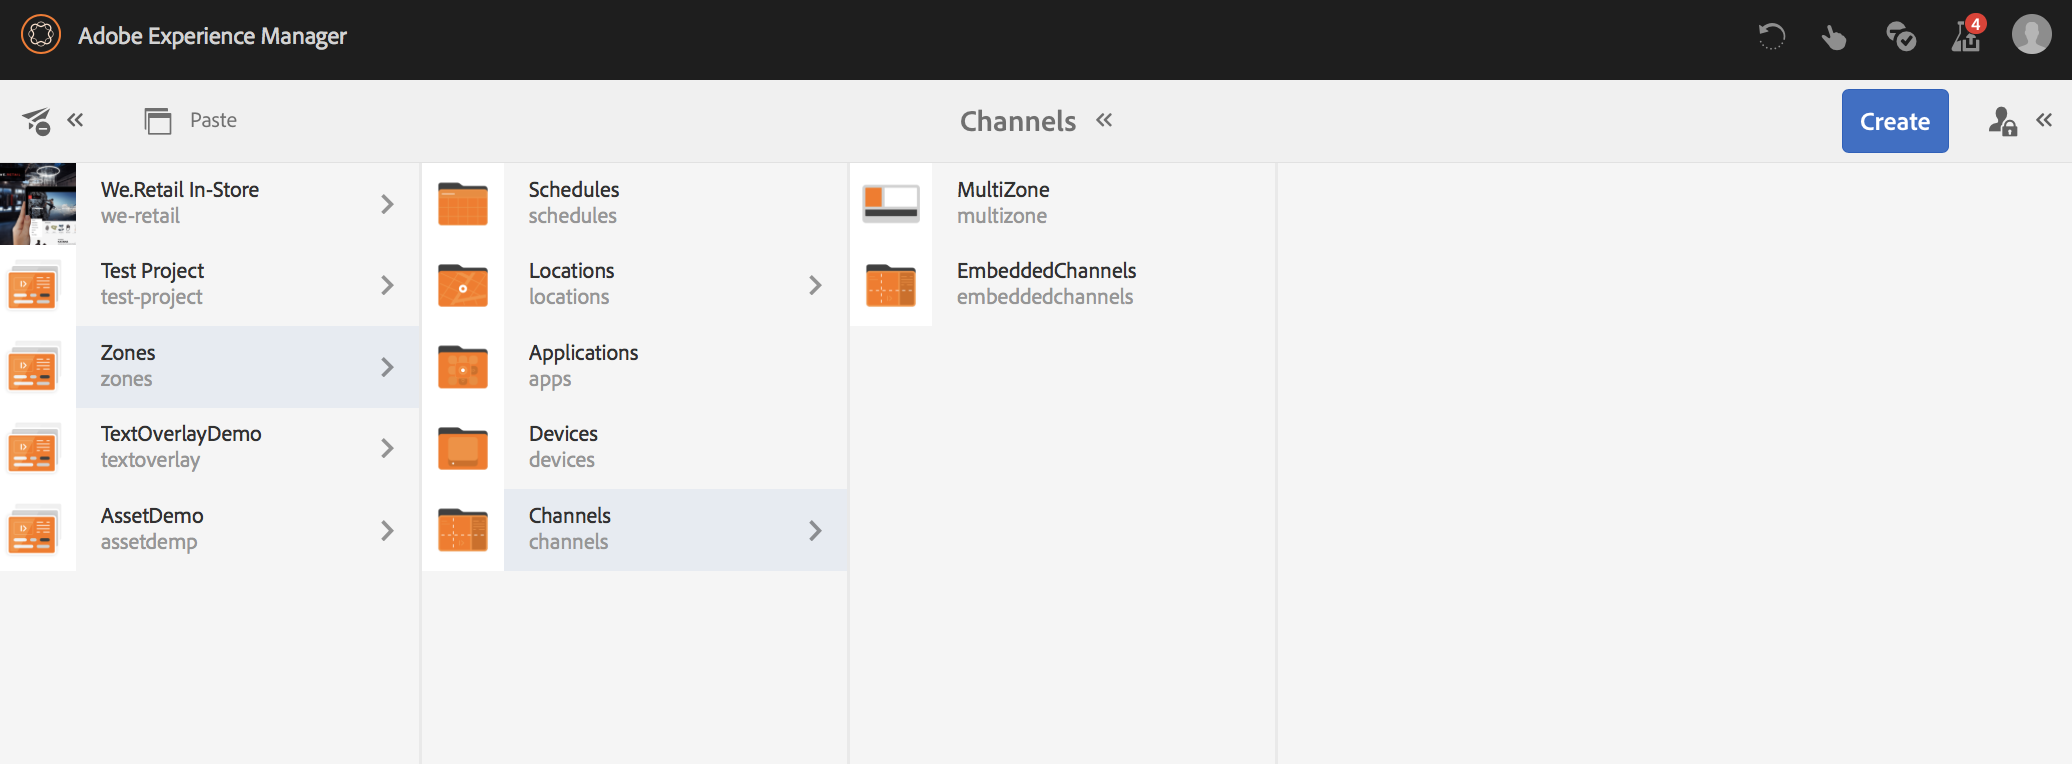 Adobe Experience Manager
4
Paste
Channels
Create
We.Retail In-Store
we-retail
Test Project
test-project
Zones
zones
TextOverlayDemo
textoverlay
AssetDemo
assetdemp
Schedules
schedules
Locations
locations
Applications
apps
Devices
devices
Channels
channels
MultiZone
multizone
EmbeddedChannels
embeddedchannels